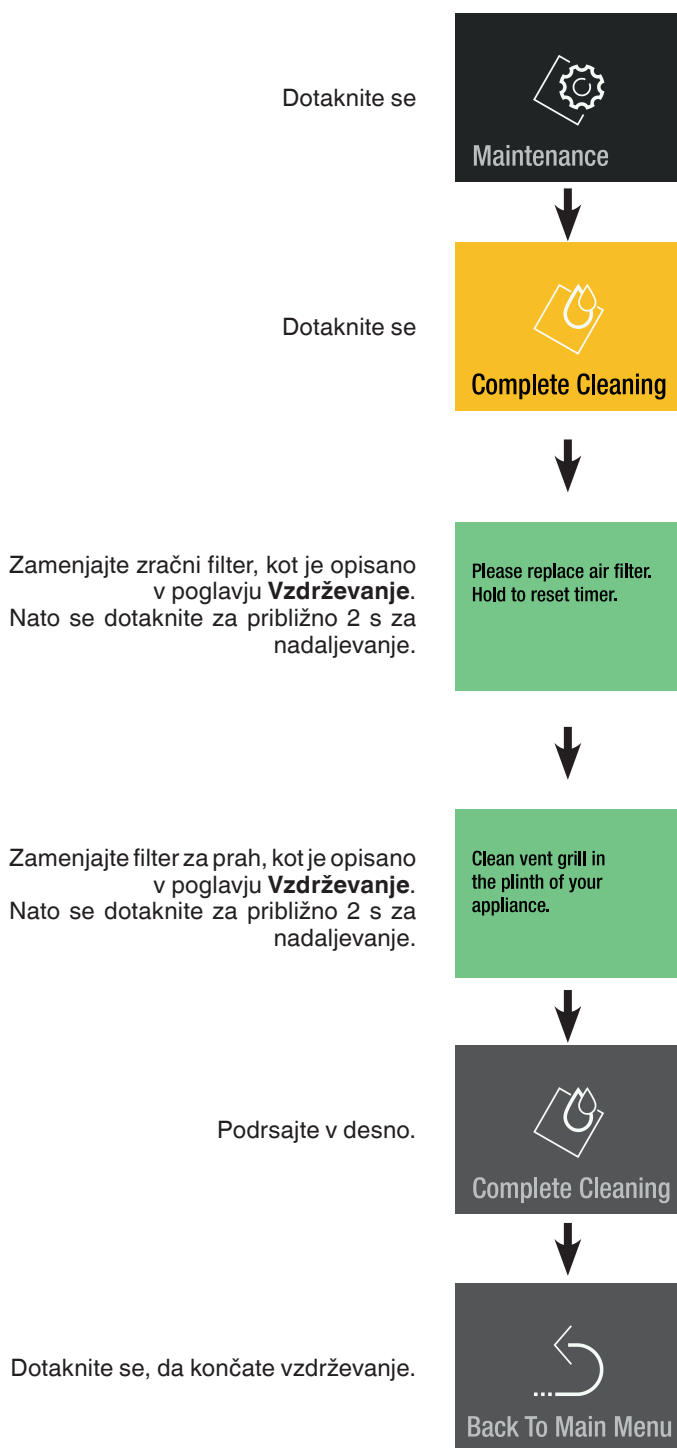 Dotaknite se
Maintenance
Dotaknite se
Complete Cleaning
Zamenjajte zračni filter, kot je opisano
v poglavju Vzdrževanje.
Nato se dotaknite za približno 2 s za
nadaljevanje.
Please replace air filter.
Hold to reset timer.
Zamenjajte filter za prah, kot je opisano
v poglavju Vzdrževanje.
Nato se dotaknite za približno 2 s za
nadaljevanje.
Clean vent grill in
the plinth of your
appliance.
Podrsajte v desno.
Complete Cleaning
Dotaknite se, da končate vzdrževanje.
Back To Main Menu